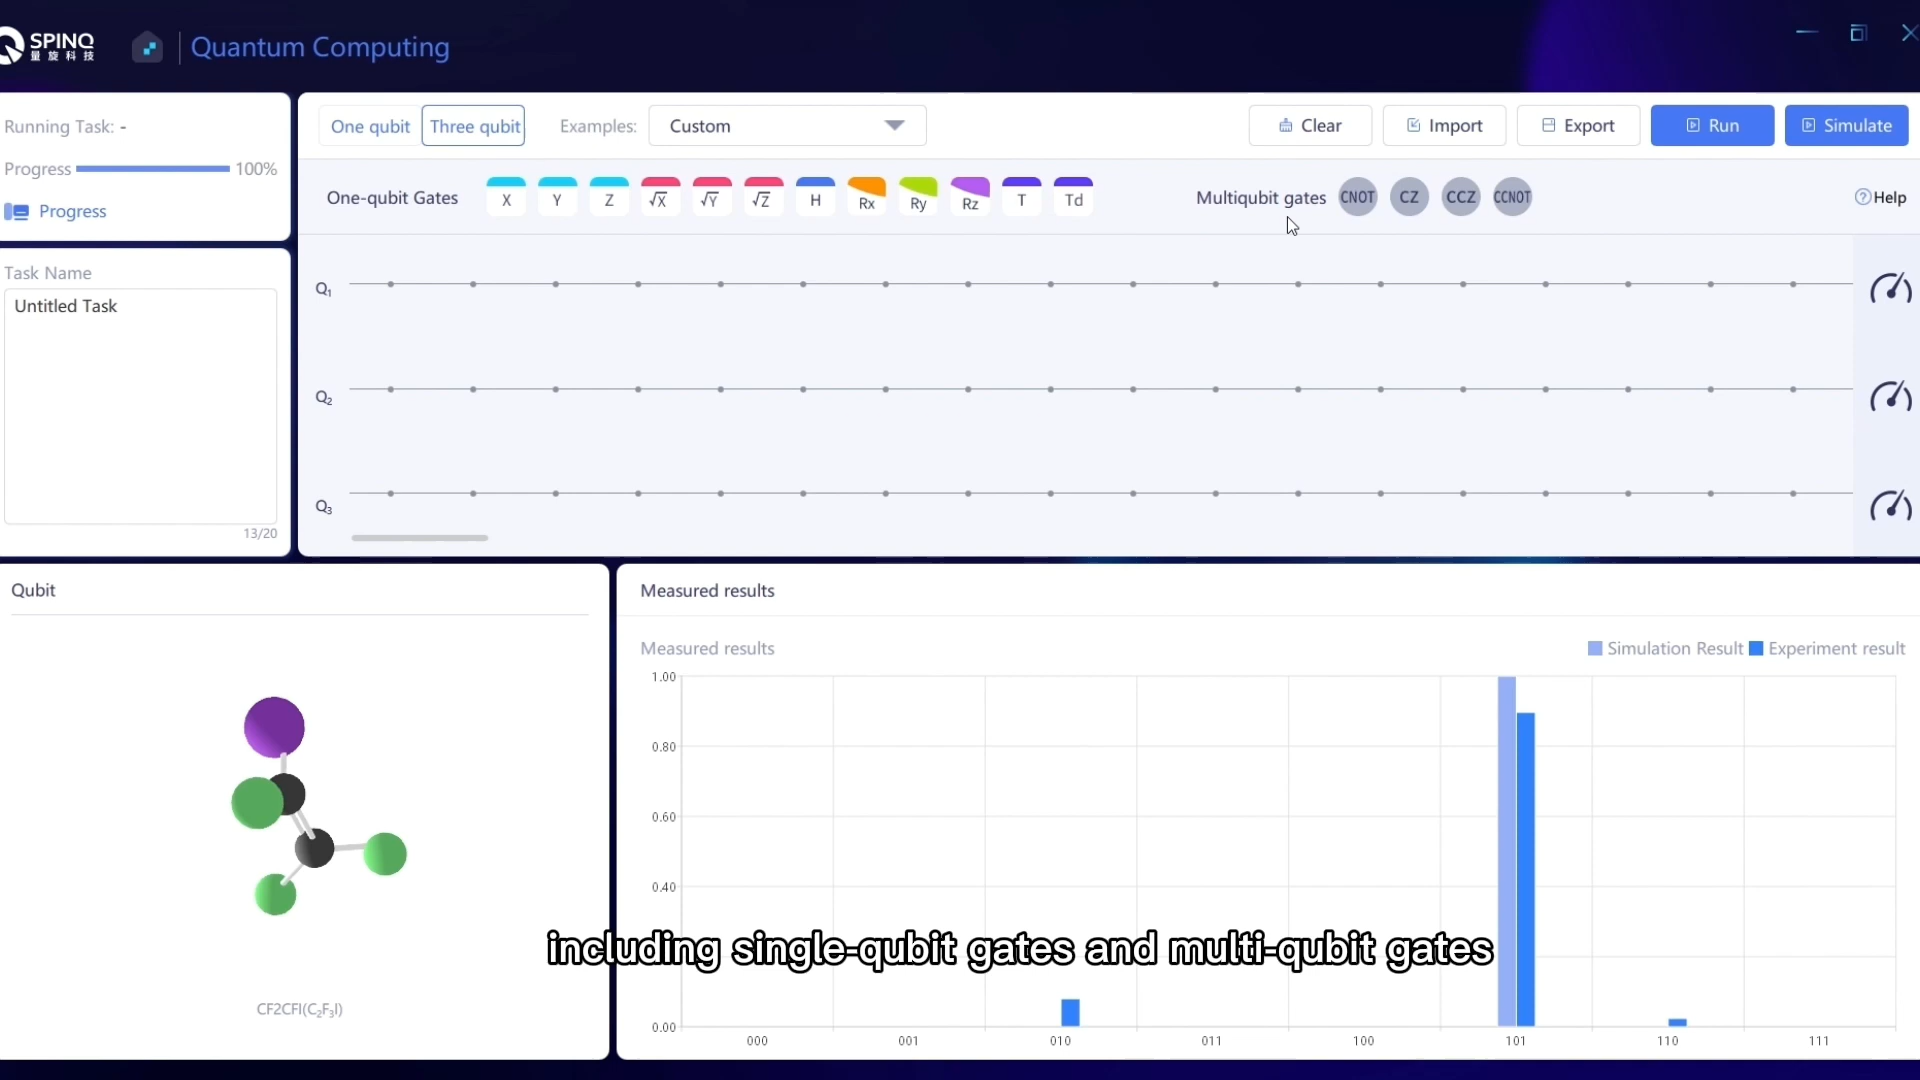 SPINQ
量旋科技
Quantum Computing
Running Task: -
Progress 100%
Progress
Task Name
Untitled Task
13/20
One qubit Three qubit Examples: Custom Clear Import Export Run Simulate
One-qubit Gates X Y Z √X √Y √Z H Rx Ry Rz T Td Multiqubit gates CNOT CZ CCZ CCNOT Help
Q₁
Q₂
Q₃
Qubit
CF2CFI(C₂F₃I)
Measured results
Measured results Simulation Result Experiment result
1.00
0.80
0.60
0.40
including single-qubit gates and multi-qubit gates
0.00
000 001 010 011 100 101 110 111